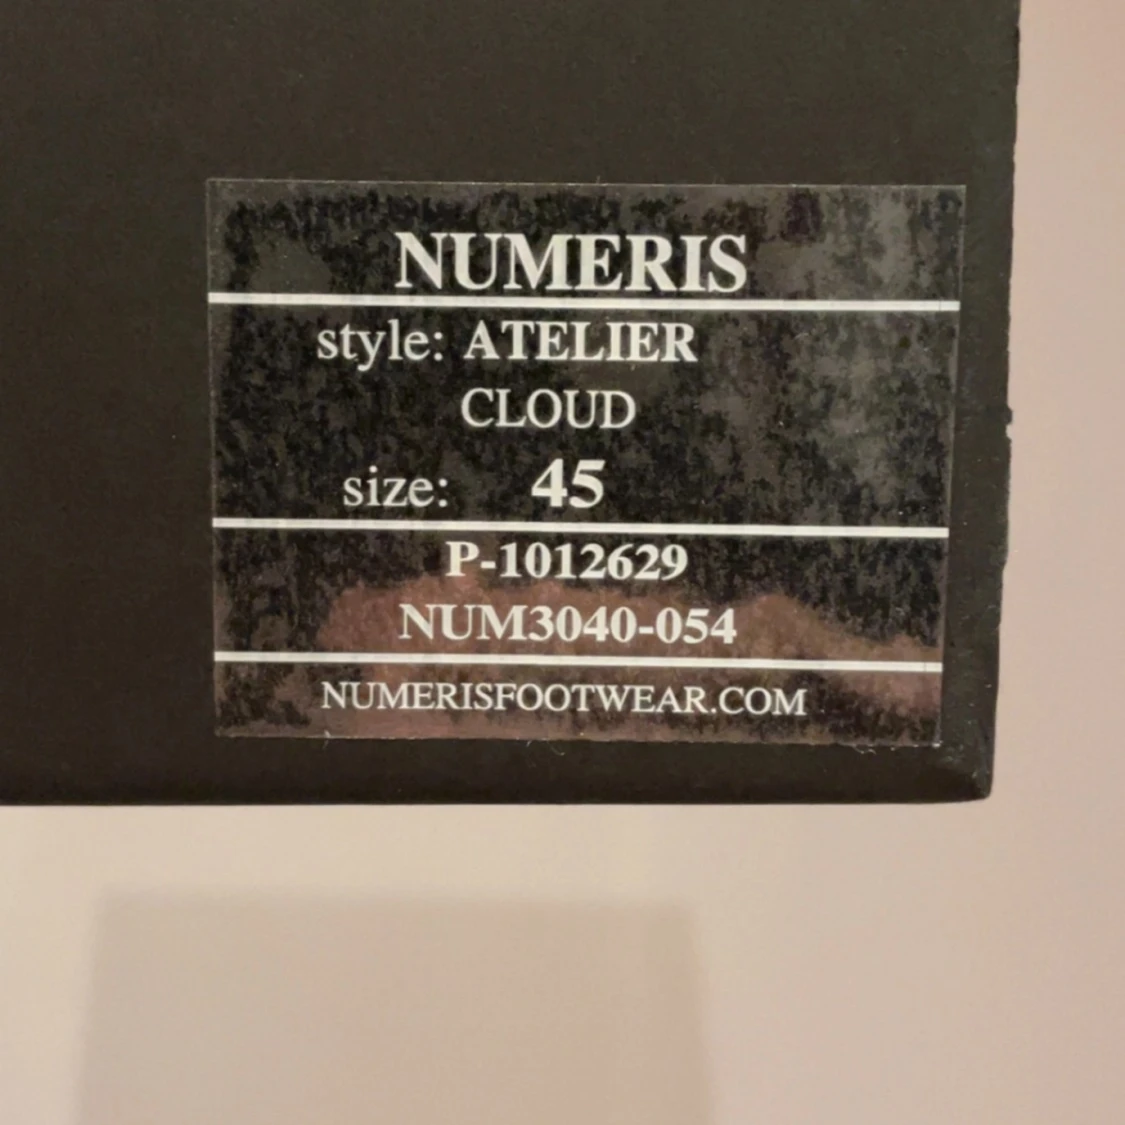 NUMERIS
style: ATELIER
CLOUD
size: 45
P-1012629
NUM3040-054
NUMERISFOOTWEAR.COM